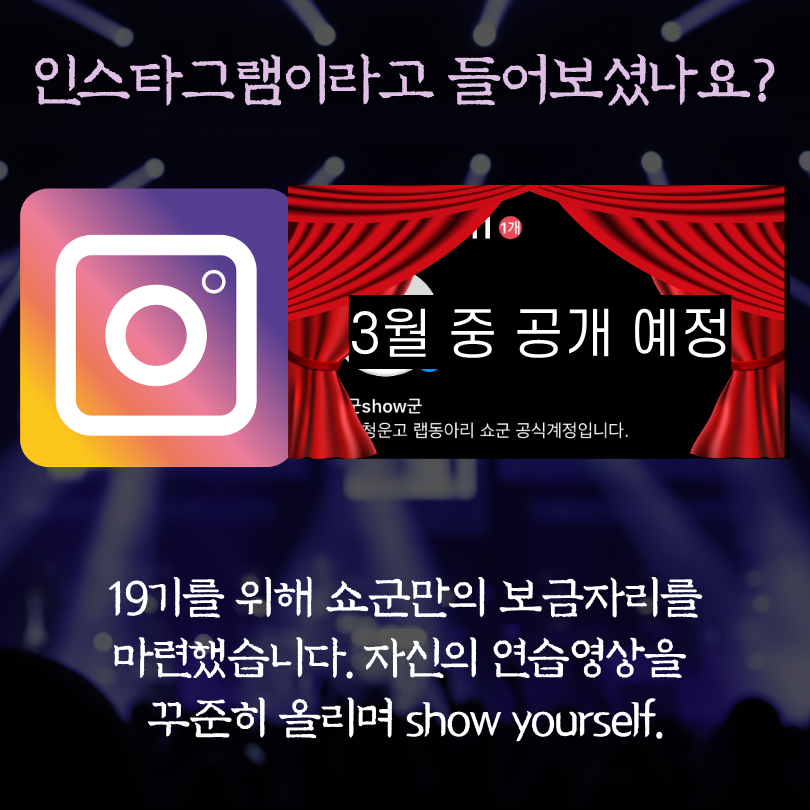 인스타그램이라고 들어보셨나요?
1개
3월 중 공개 예정
show군
청운고 랩동아리 쇼군 공식계정입니다.
19기를 위해 쇼군만의 보금자리를
마련했습니다. 자신의 연습영상을
꾸준히 올리며 show yourself.